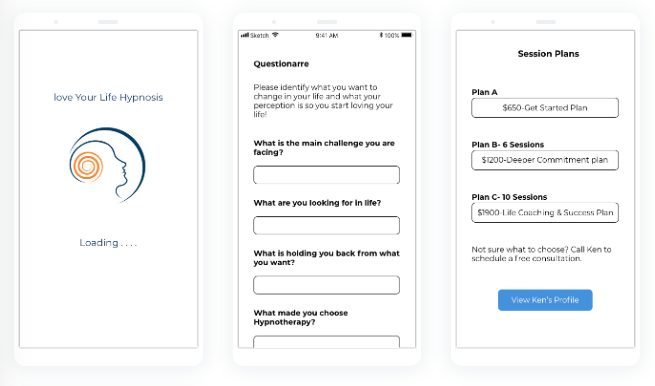 love Your Life Hypnosis
Loading . . . .
Sketch
9:41 AM
100%
Questionarre
Please identify what you want to
change in your life and what your
perception is so you start loving your
life!
What is the main challenge you are
facing?
What are you looking for in life?
What is holding you back from what
you want?
What made you choose
Hypnotherapy?
Session Plans
Plan A
$650-Get Started Plan
Plan B- 6 Sessions
$1200-Deeoer Commitment plan
Plan C- 10 Sessions
$1900-Life Coaching & Success Plan
Not sure what to choose? Call Ken to
schedule a free consultation.
View Ken's Profile